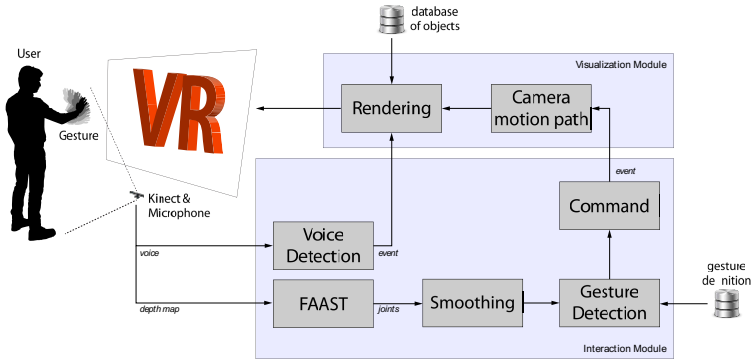 database
of objects
User
Visualization Module
VR
Rendering
Camera
motion path
Gesture
event
Kinect &
Microphone
Command
Voice
Detection
voice
event
gesture
de nition
FAAST
Smoothing
Gesture
Detection
depth map
joints
Interaction Module